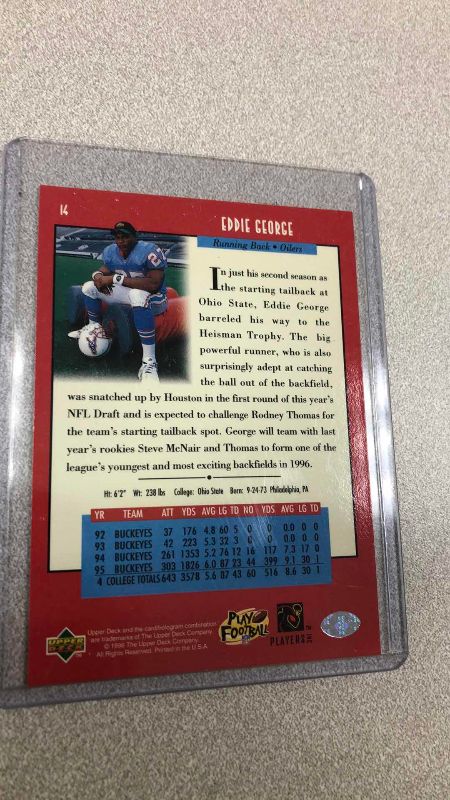 14
EDDIE GEORGE
Running Back • Oilers
In just his second season as
the starting tailback at
Ohio State, Eddie George
barreled his way to the
Heisman Trophy. The big
powerful runner, who is also
surprisingly adept at catching
the ball out of the backfield,
was snatched up by Houston in the first round of this year's
NFL Draft and is expected to challenge Rodney Thomas for
the team's starting tailback spot. George will team with last
year's rookies Steve McNair and Thomas to form one of the
league's youngest and most exciting backfields in 1996.
Ht: 6'2" Wt: 238 lbs College: Ohio State Born: 9-24-73 Philadelphia, PA
YR TEAM ATT YDS AVG LG TD NO YDS AVG LG TD
92 BUCKEYES 37 176 4.8 60 5 0 0 0.0 0 0
93 BUCKEYES 42 223 5.3 32 3 0 0 0.0 0 0
94 BUCKEYES 261 1353 5.2 76 12 16 117 7.3 17 0
95 BUCKEYES 303 1826 6.0 87 23 44 399 9.1 30 1
4 COLLEGE TOTALS 643 3578 5.6 87 43 60 516 8.6 30 1
Upper Deck and the card/hologram combination
are trademarks of The Upper Deck Company.
© 1996 The Upper Deck Company.
All Rights Reserved. Printed in the U.S.A.
UPPER DECK
PLAY FOOTBALL
PLAYERS INC